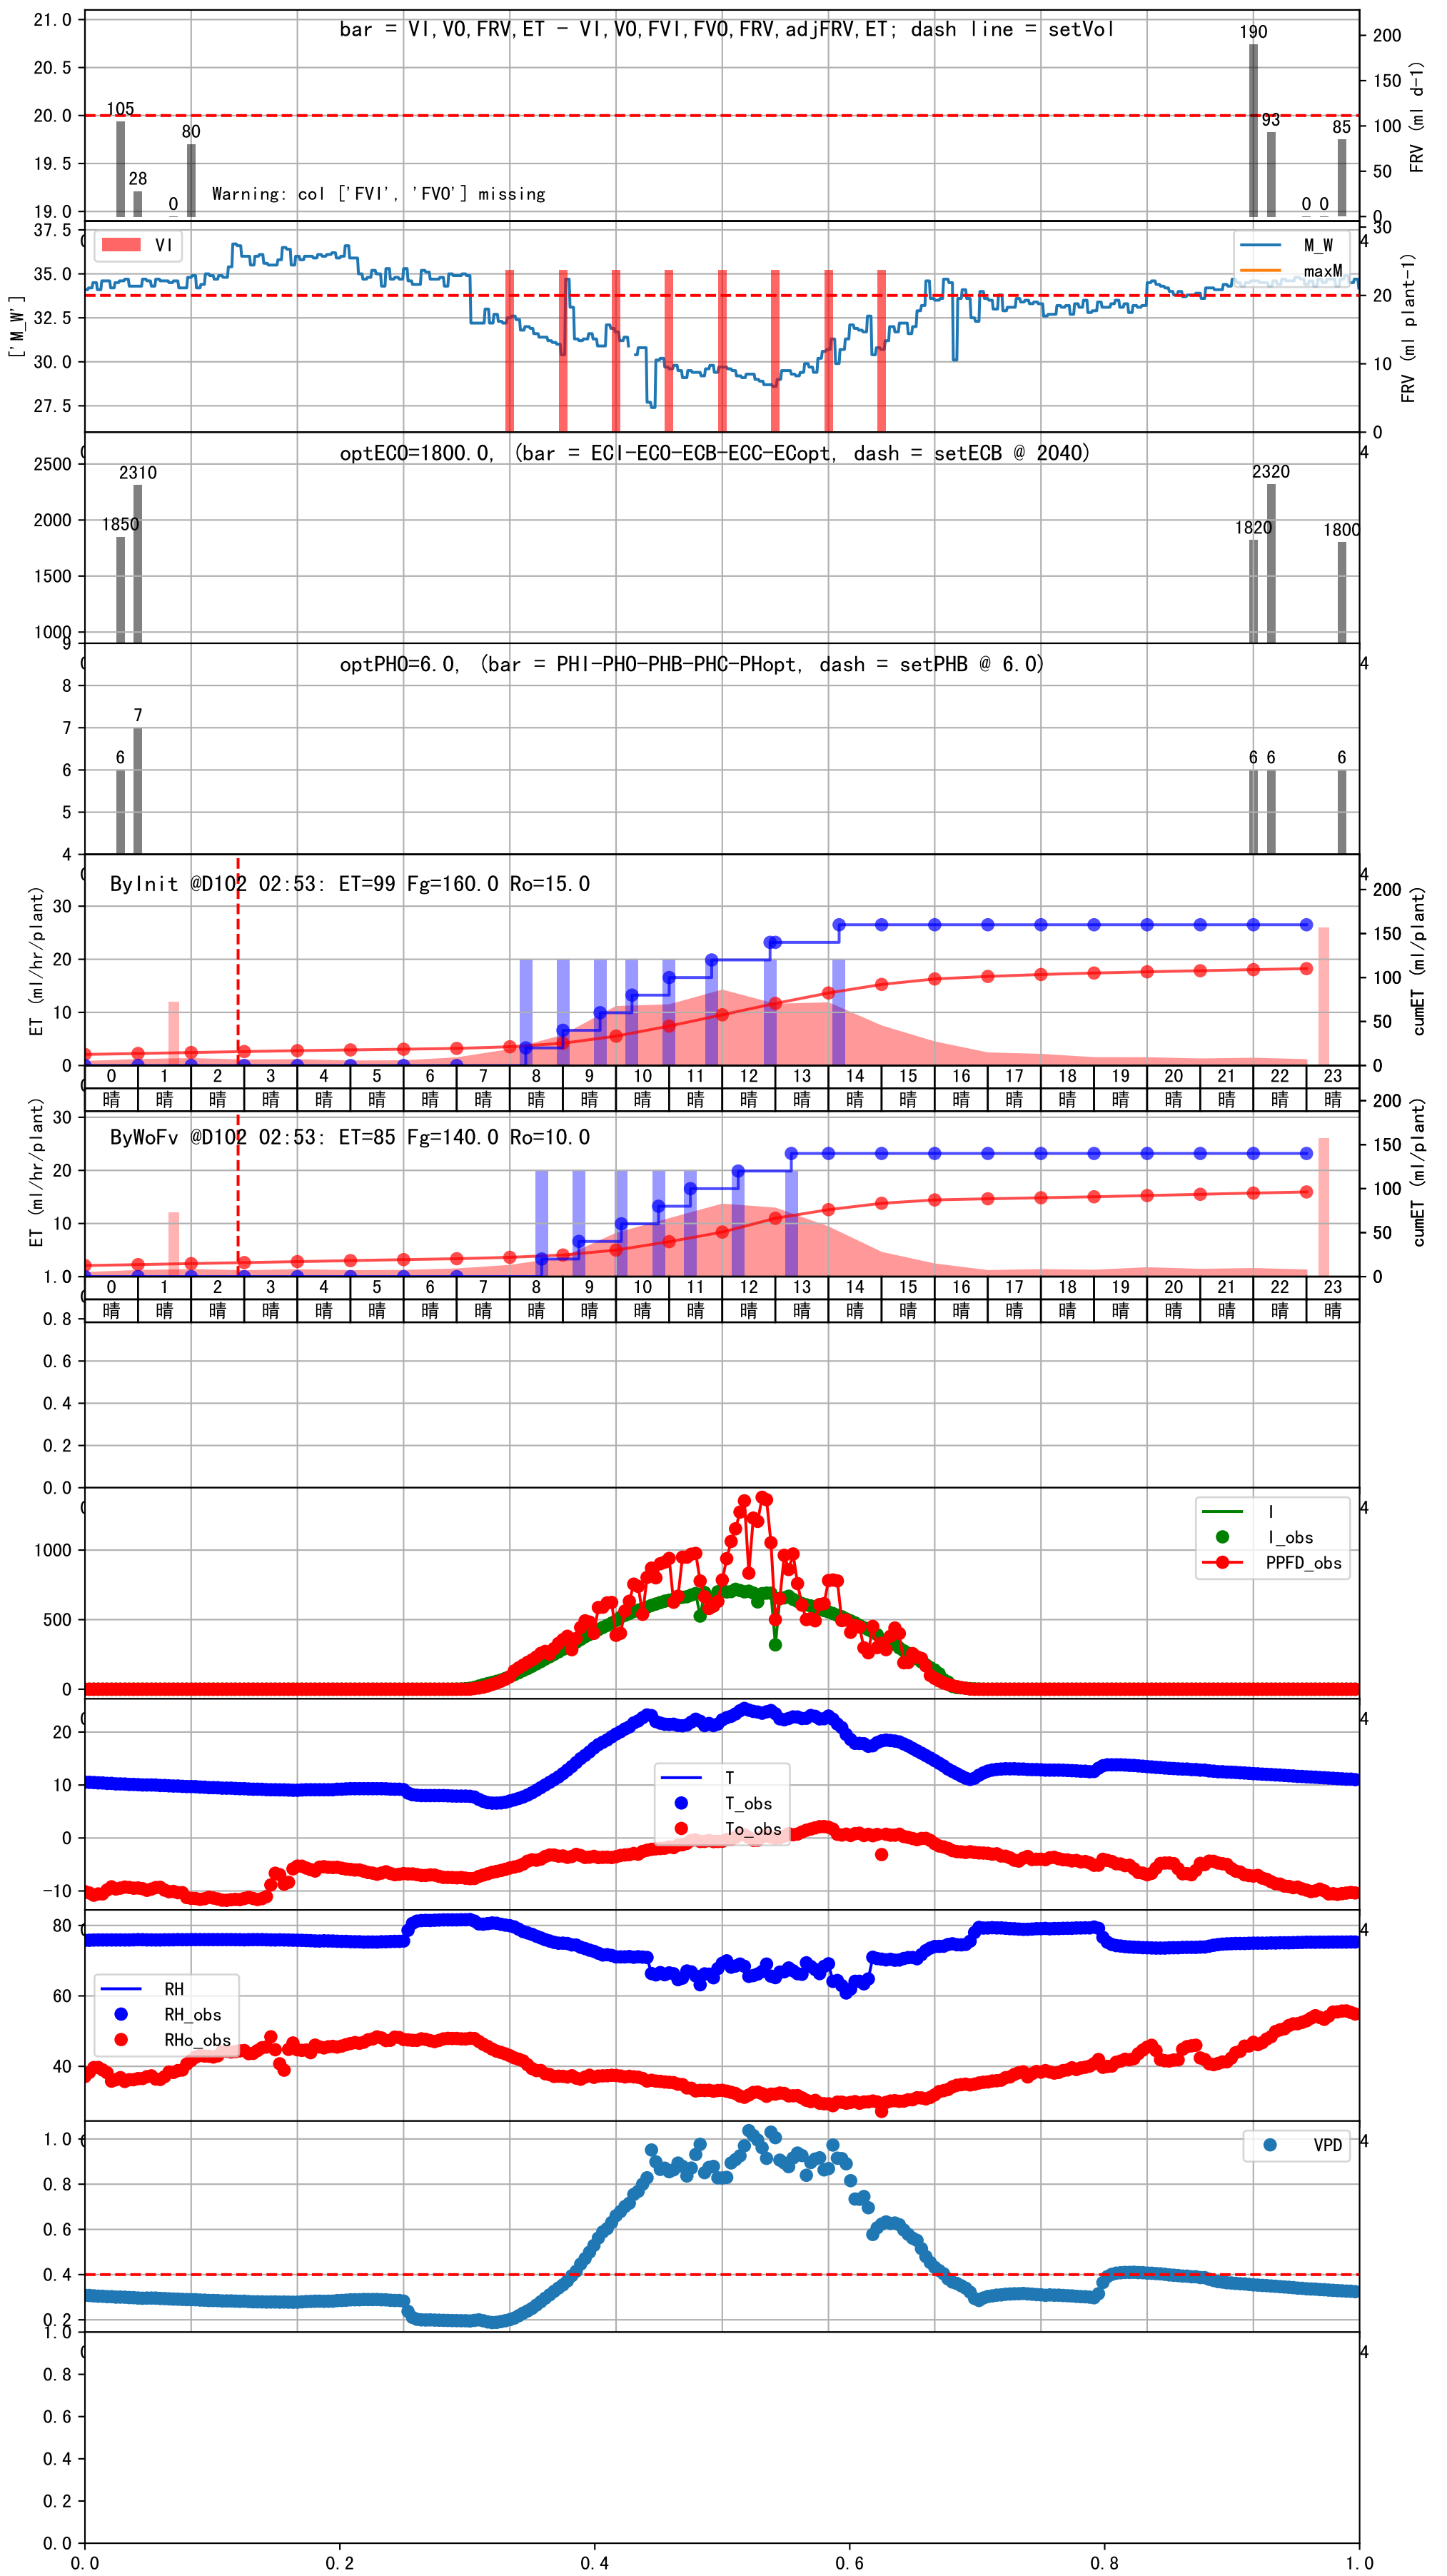 bar = VI,VO,FRV,ET - VI,VO,FVI,FVO,FRV,adjFRV,ET; dash line = setVol
21.0
20.5
20.0
19.5
19.0
105
28
0
80
Warning: col ['FVI', 'FVO'] missing
190
93
0 0
85
200
150
100
50
0
FRV (ml d-1)
['M_W']
37.5
35.0
32.5
30.0
27.5
VI
M_W
maxM
30
20
10
0
FRV (ml plant-1)
optECO=1800.0, (bar = ECI-ECO-ECB-ECC-ECopt, dash = setECB @ 2040)
2500
2000
1500
1000
1850
2310
1820
2320
1800
optPHO=6.0, (bar = PHI-PHO-PHB-PHC-PHopt, dash = setPHB @ 6.0)
9
8
7
6
5
4
6
7
6 6
6
ByInit @D102 02:53: ET=99 Fg=160.0 Ro=15.0
ET (ml/hr/plant)
30
20
10
0
200
150
100
50
0
cumET (ml/plant)
0 1 2 3 4 5 6 7 8 9 10 11 12 13 14 15 16 17 18 19 20 21 22 23
晴 晴 晴 晴 晴 晴 晴 晴 晴 晴 晴 晴 晴 晴 晴 晴 晴 晴 晴 晴 晴 晴 晴 晴
ByWoFv @D102 02:53: ET=85 Fg=140.0 Ro=10.0
ET (ml/hr/plant)
30
20
10
200
150
100
50
0
cumET (ml/plant)
0 1 2 3 4 5 6 7 8 9 10 11 12 13 14 15 16 17 18 19 20 21 22 23
晴 晴 晴 晴 晴 晴 晴 晴 晴 晴 晴 晴 晴 晴 晴 晴 晴 晴 晴 晴 晴 晴 晴 晴
1.0
0.8
0.6
0.4
0.2
0.0
1000
500
0
I
I_obs
PPFD_obs
20
10
0
-10
T
T_obs
To_obs
80
60
40
RH
RH_obs
RHo_obs
1.0
0.8
0.6
0.4
0.2
VPD
1.0
0.8
0.6
0.4
0.2
0.0
0.0 0.2 0.4 0.6 0.8 1.0